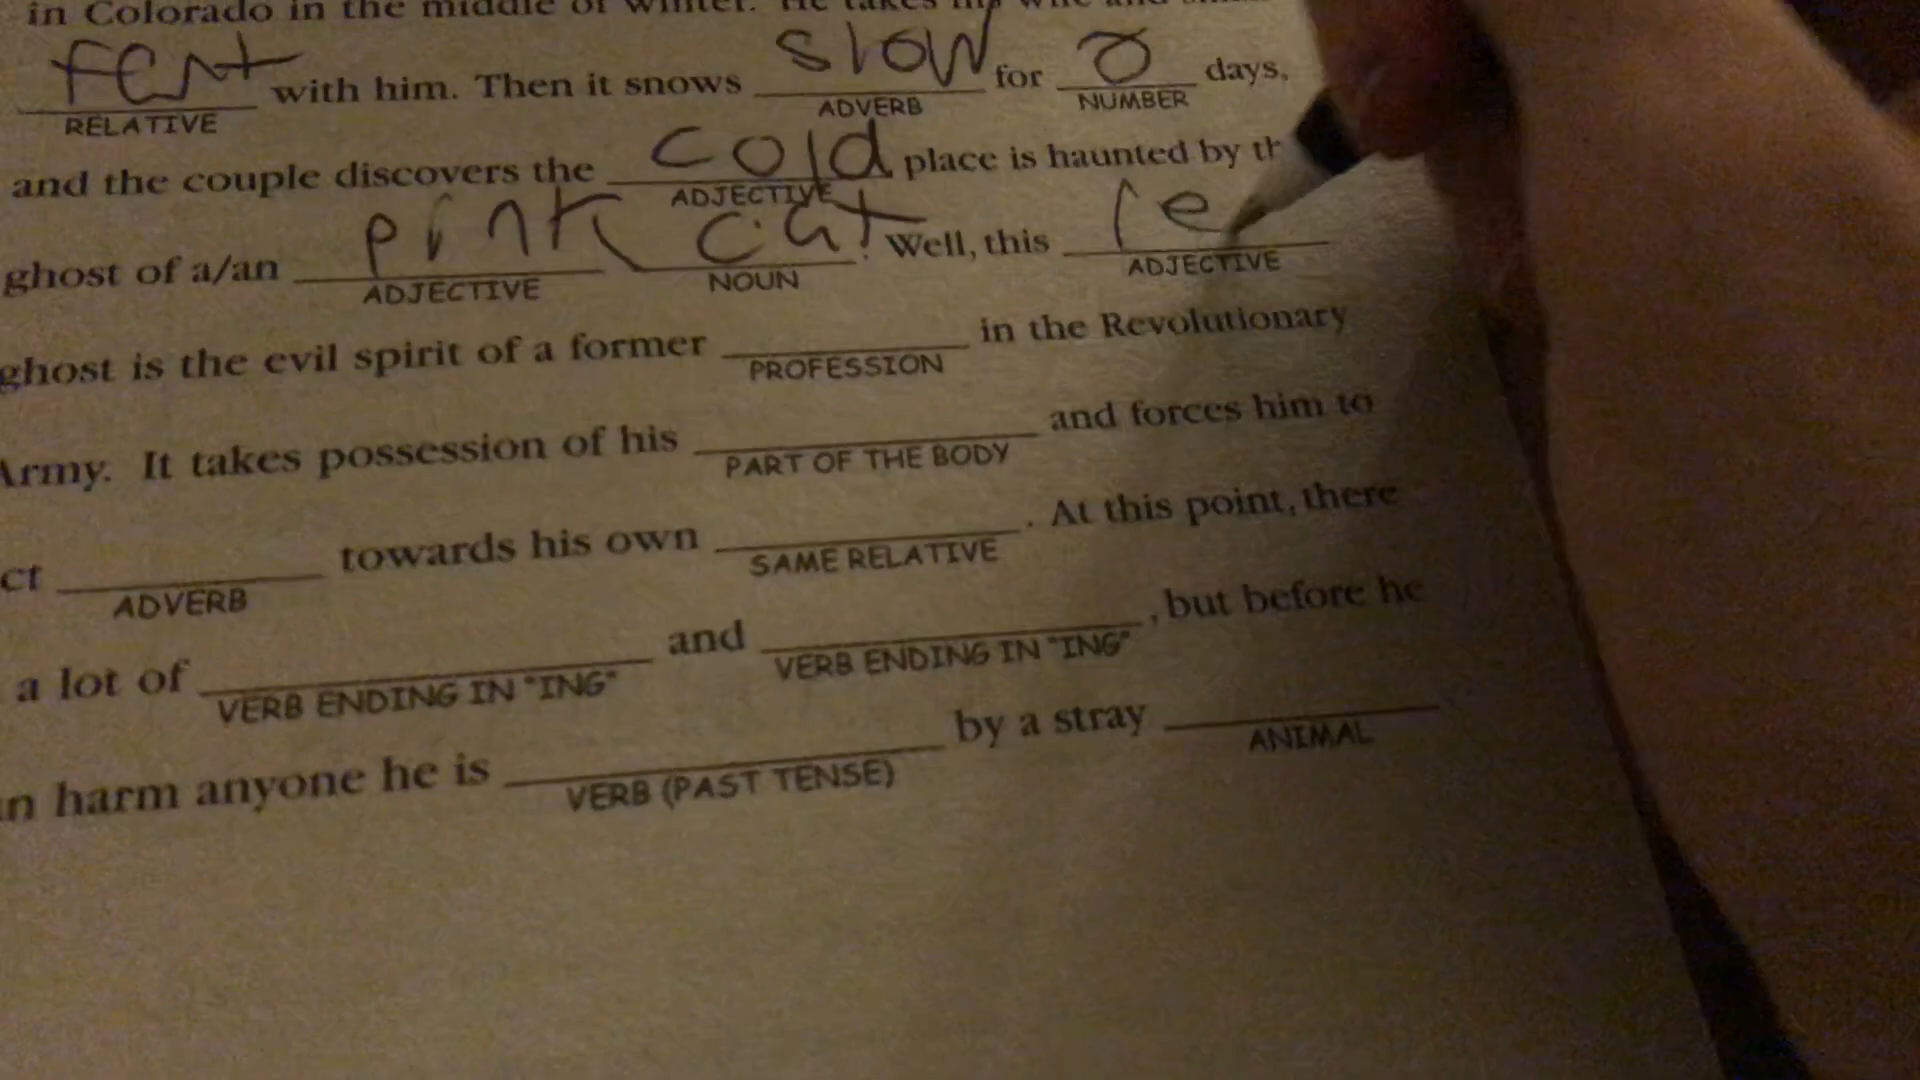 in Colorado in the middle of winter. He takes his wife and
with him. Then it snows slow for 8 days,
RELATIVE ADVERB NUMBER
and the couple discovers the cold place is haunted by th
ADJECTIVE
ghost of a/an pink cat. Well, this re
ADJECTIVE NOUN ADJECTIVE
ghost is the evil spirit of a former in the Revolutionary
PROFESSION
Army. It takes possession of his and forces him to
PART OF THE BODY
ct towards his own . At this point, there
ADVERB SAME RELATIVE
a lot of and , but before he
VERB ENDING IN "ING" VERB ENDING IN "ING"
n harm anyone he is by a stray
VERB (PAST TENSE) ANIMAL